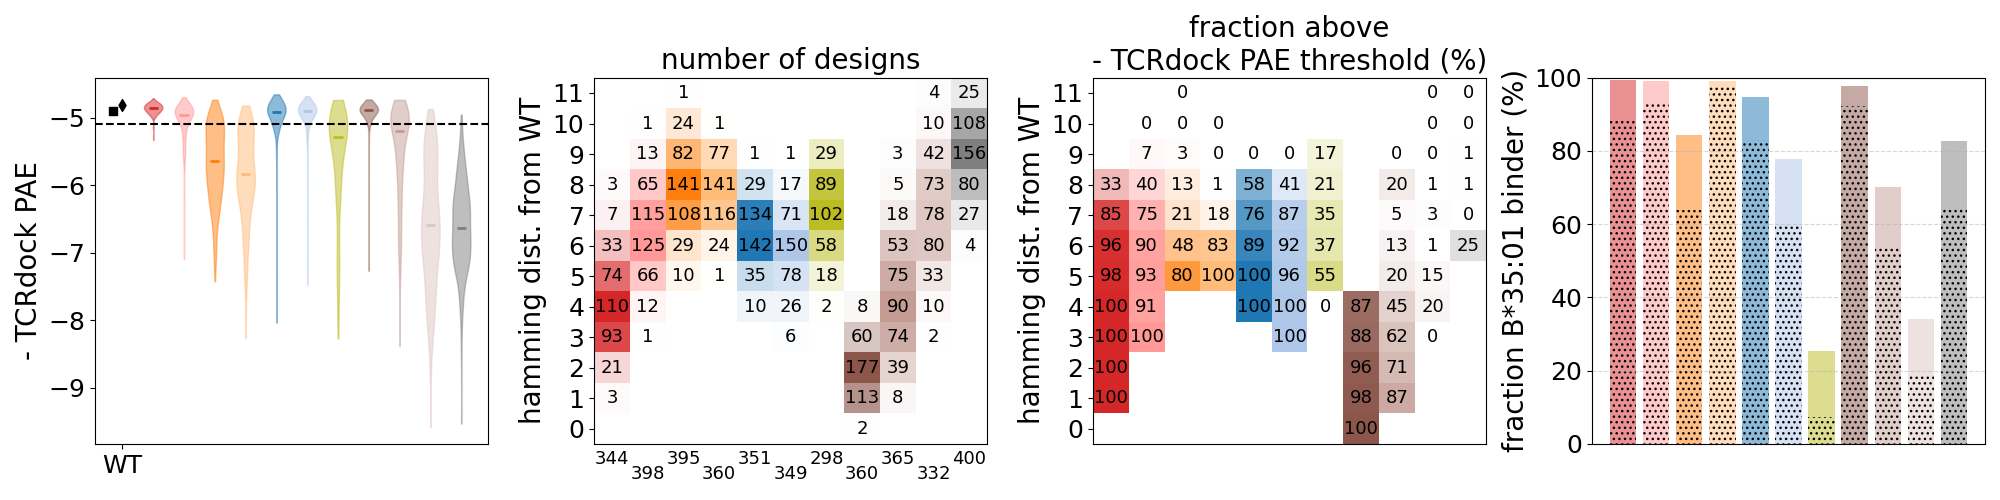 - TCRdock PAE
−5
−6
−7
−8
−9
WT
number of designs
hamming dist. from WT
11 1 4 25
10 1 24 1 10 108
9 13 82 77 1 1 29 3 42 156
8 3 65 141 141 29 17 89 5 73 80
7 7 115 108 116 134 71 102 18 78 27
6 33 125 29 24 142 150 58 53 80 4
5 74 66 10 1 35 78 18 75 33
4 110 12 10 26 2 8 90 10
3 93 1 6 60 74 2
2 21 177 39
1 3 113 8
0 2
344 395 351 298 365 400
398 360 349 360 332
fraction above
- TCRdock PAE threshold (%)
hamming dist. from WT
11 0 0 0
10 0 0 0 0 0
9 7 3 0 0 0 17 0 0 1
8 33 40 13 1 58 41 21 20 1 1
7 85 75 21 18 76 87 35 5 3 0
6 96 90 48 83 89 92 37 13 1 25
5 98 93 80 100 100 96 55 20 15
4 100 91 100 100 0 87 45 20
3 100 100 100 88 62 0
2 100 96 71
1 100 98 87
0 100
fraction B*35:01 binder (%)
100
80
60
40
20
0